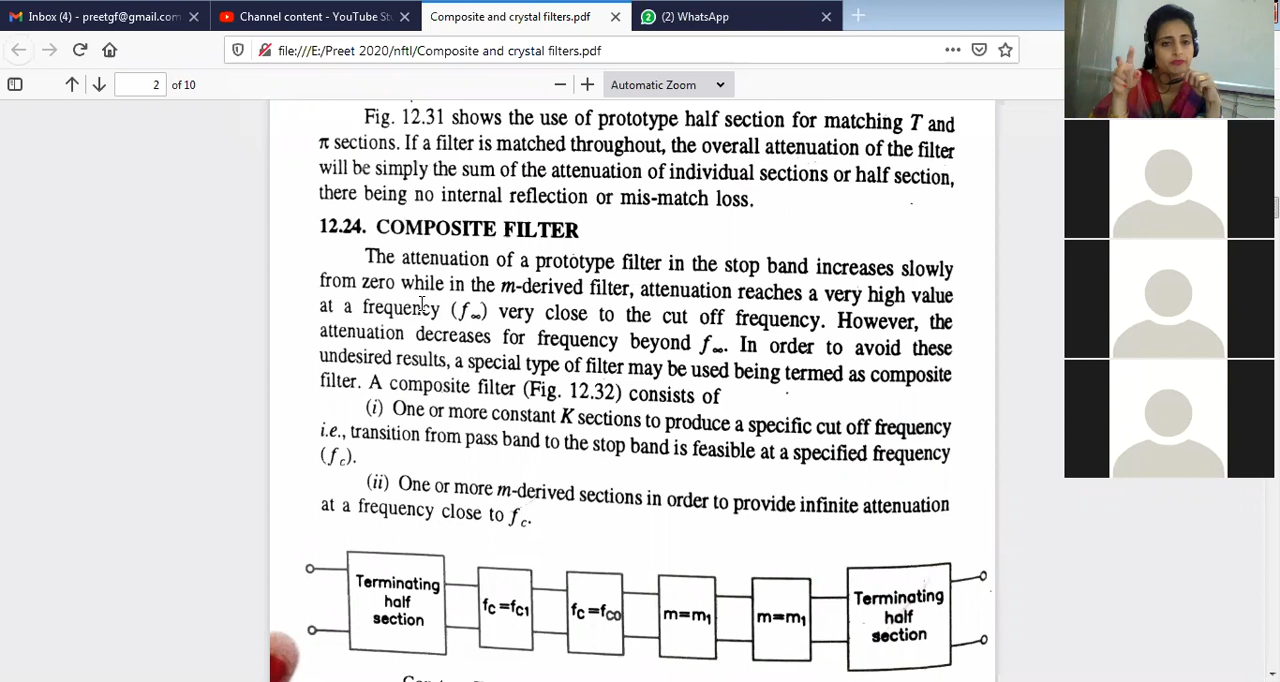 Inbox (4) - preetgf@gmail.com
Channel content - YouTube St
Composite and crystal filters.pdf
(2) WhatsApp
file:///E:/Preet 2020/nftl/Composite and crystal filters.pdf
2 of 10
Automatic Zoom
Fig. 12.31 shows the use of prototype half section for matching T and
π sections. If a filter is matched throughout, the overall attenuation of the filter
will be simply the sum of the attenuation of individual sections or half section,
there being no internal reflection or mis-match loss.
12.24. COMPOSITE FILTER
The attenuation of a prototype filter in the stop band increases slowly
from zero while in the m-derived filter, attenuation reaches a very high value
at a frequency (f∞) very close to the cut off frequency. However, the
attenuation decreases for frequency beyond f∞. In order to avoid these
undesired results, a special type of filter may be used being termed as composite
filter. A composite filter (Fig. 12.32) consists of
(i) One or more constant K sections to produce a specific cut off frequency
i.e., transition from pass band to the stop band is feasible at a specified frequency
(fc).
(ii) One or more m-derived sections in order to provide infinite attenuation
at a frequency close to fc.
Terminating
half
section
fc=fc1
fc=fc0
m=m1
m=m1
Terminating
half
section